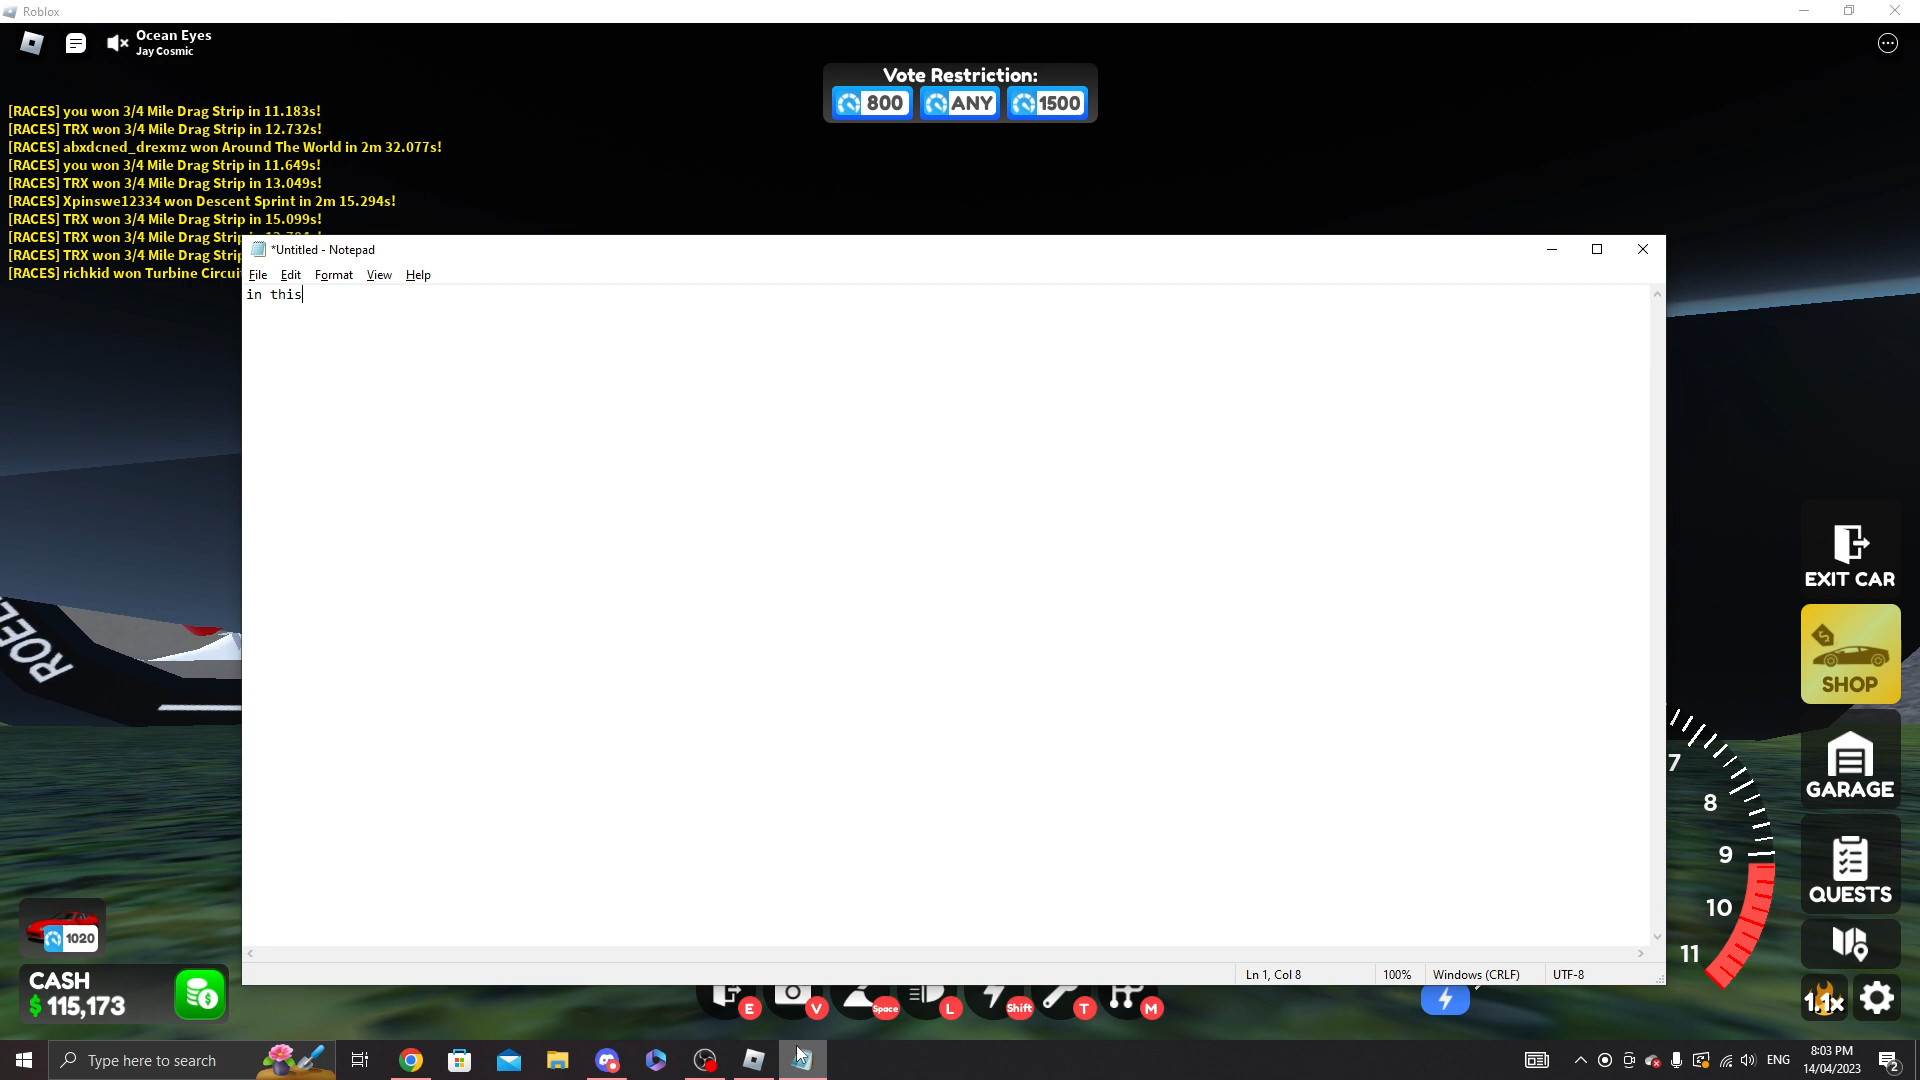 Roblox
Ocean Eyes
Jay Cosmic
Vote Restriction:
800 ANY 1500
[RACES] you won 3/4 Mile Drag Strip in 11.183s!
[RACES] TRX won 3/4 Mile Drag Strip in 12.732s!
[RACES] abxdcned_drexmz won Around The World in 2m 32.077s!
[RACES] you won 3/4 Mile Drag Strip in 11.649s!
[RACES] TRX won 3/4 Mile Drag Strip in 13.049s!
[RACES] Xpinswe12334 won Descent Sprint in 2m 15.294s!
[RACES] TRX won 3/4 Mile Drag Strip in 15.099s!
[RACES] TRX won 3/4 Mile Drag Strip
[RACES] TRX won 3/4 Mile Drag Strip
[RACES] richkid won Turbine Circuit
*Untitled - Notepad
File Edit Format View Help
in this
Ln 1, Col 8 100% Windows (CRLF) UTF-8
EXIT CAR
SHOP
GARAGE
QUESTS
1.1x
7
8
9
10
11
1020
CASH
$ 115,173
E V Space L Shift T M
Type here to search
ENG
8:03 PM
14/04/2023
2